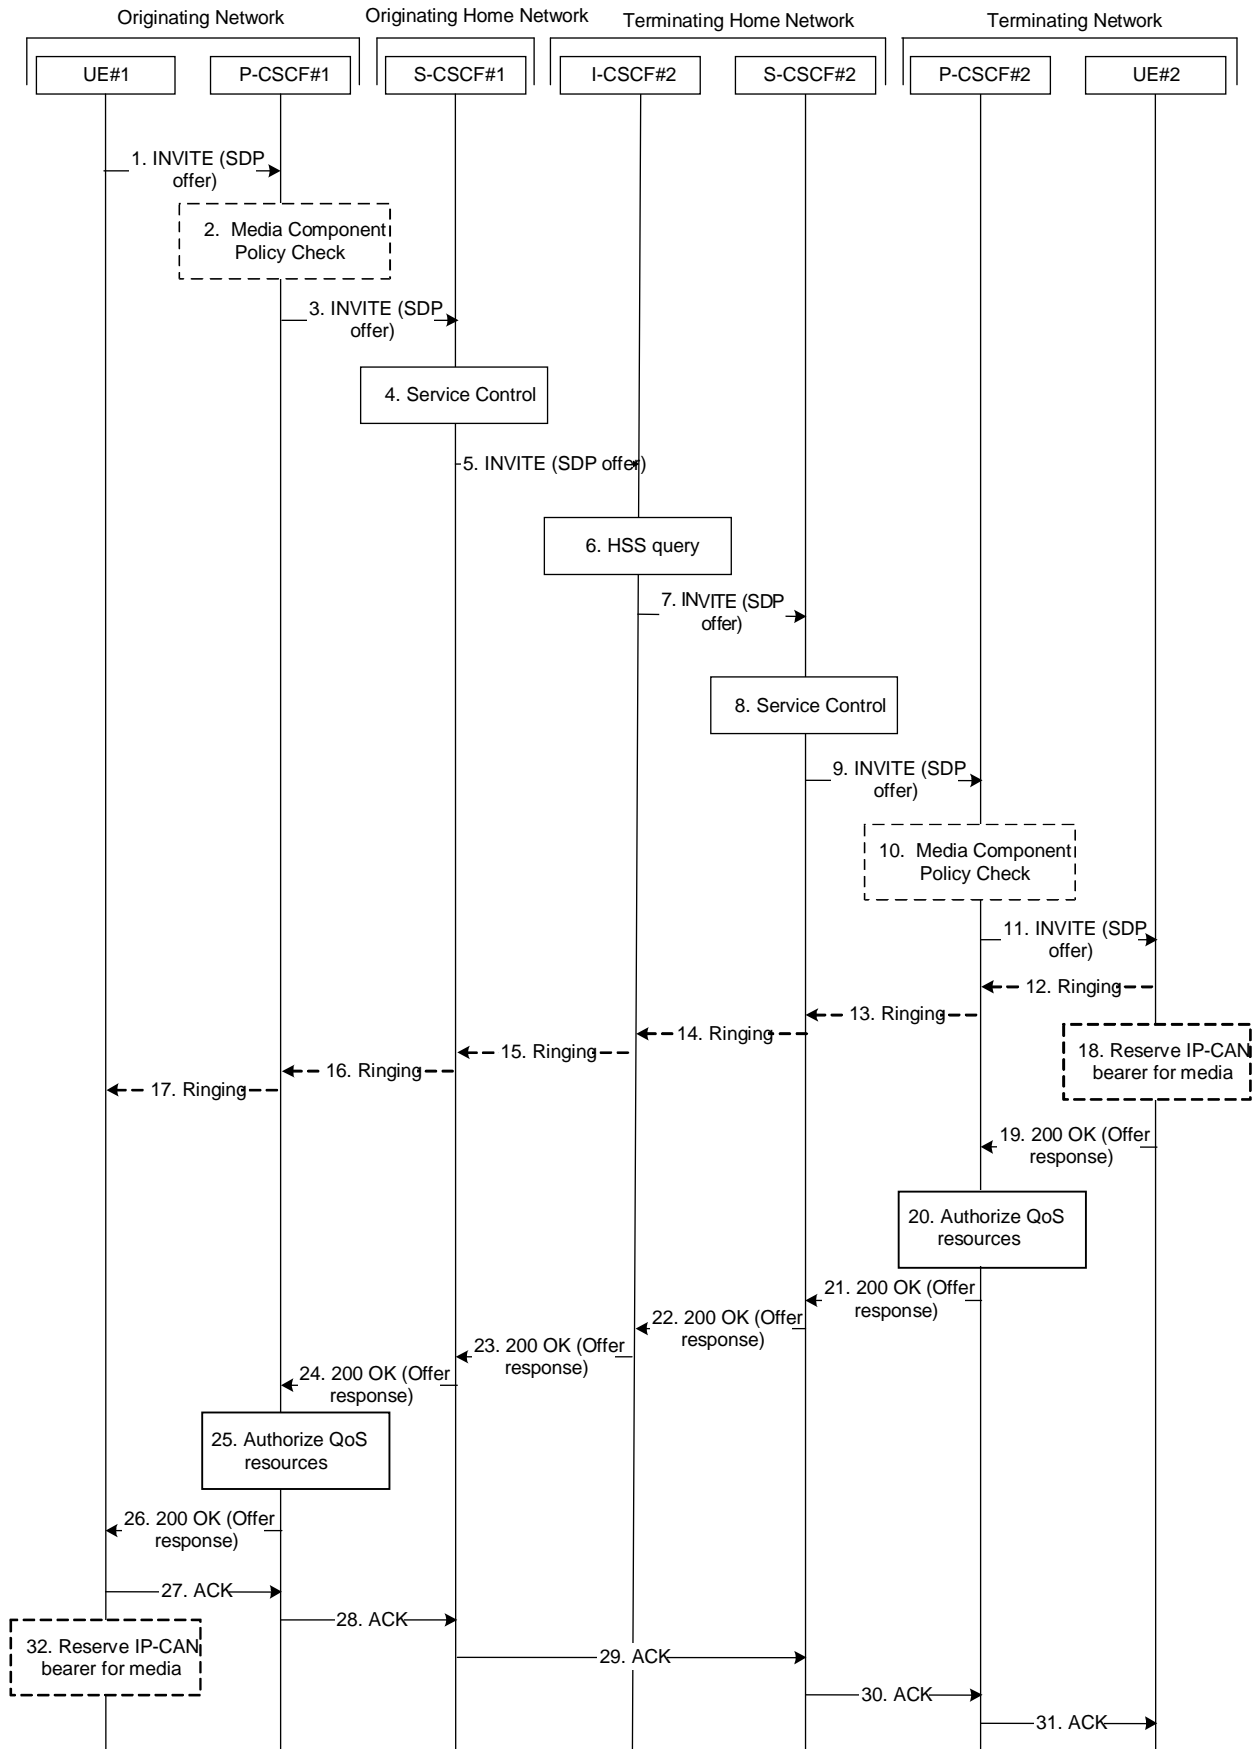 Originating Network
Originating Home Network
Terminating Home Network
Terminating Network
UE#1
P-CSCF#1
S-CSCF#1
I-CSCF#2
S-CSCF#2
P-CSCF#2
UE#2
1. INVITE (SDP
offer)
2. Media Component
Policy Check
3. INVITE (SDP
offer)
4. Service Control
5. INVITE (SDP offer)
6. HSS query
7. INVITE (SDP
offer)
8. Service Control
9. INVITE (SDP
offer)
10. Media Component
Policy Check
11. INVITE (SDP
offer)
12. Ringing
13. Ringing
14. Ringing
15. Ringing
16. Ringing
17. Ringing
18. Reserve IP-CAN
bearer for media
19. 200 OK (Offer
response)
20. Authorize QoS
resources
21. 200 OK (Offer
response)
22. 200 OK (Offer
response)
23. 200 OK (Offer
response)
24. 200 OK (Offer
response)
25. Authorize QoS
resources
26. 200 OK (Offer
response)
27. ACK
28. ACK
32. Reserve IP-CAN
bearer for media
29. ACK
30. ACK
31. ACK